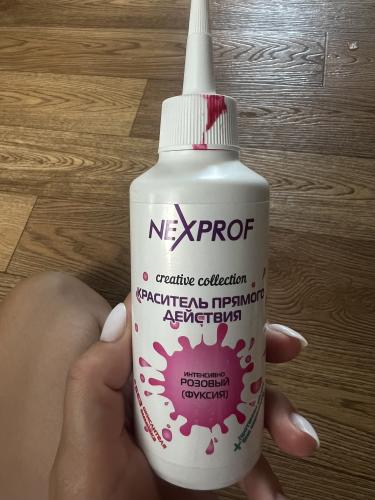 NEXPROF
creative collection
КРАСИТЕЛЬ ПРЯМОГО
ДЕЙСТВИЯ
ИНТЕНСИВНО
РОЗОВЫЙ
(ФУКСИЯ)